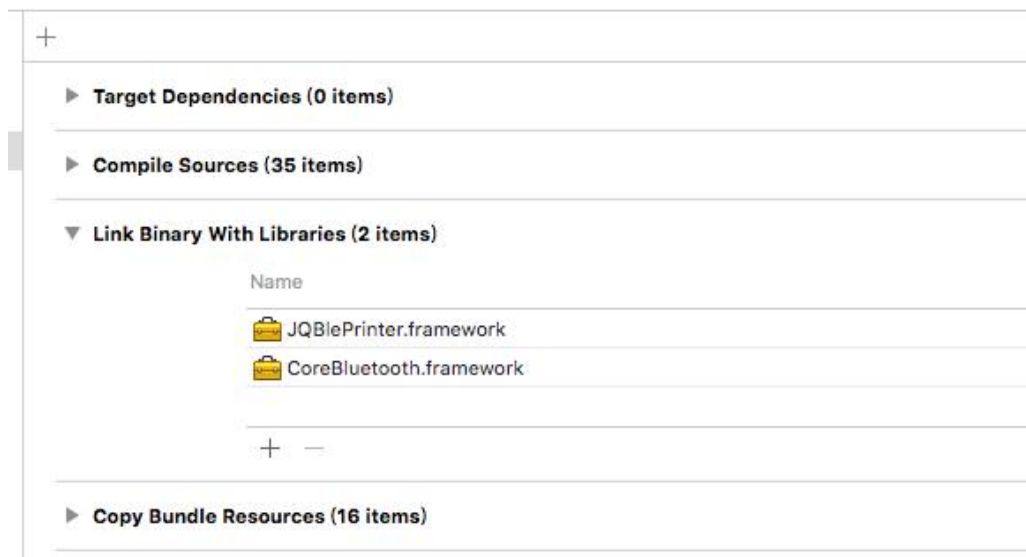 Target Dependencies (0 items)
Compile Sources (35 items)
Link Binary With Libraries (2 items)
Name
JQBlePrinter.framework
CoreBluetooth.framework
Copy Bundle Resources (16 items)